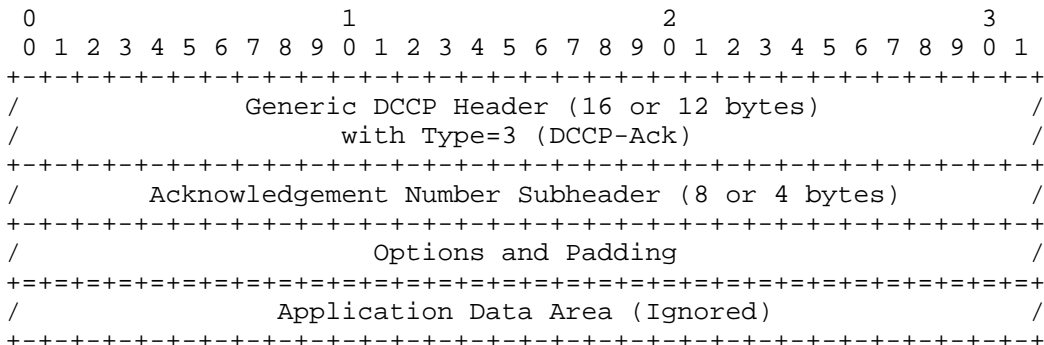 0                   1                   2                   3
 0 1 2 3 4 5 6 7 8 9 0 1 2 3 4 5 6 7 8 9 0 1 2 3 4 5 6 7 8 9 0 1
+-+-+-+-+-+-+-+-+-+-+-+-+-+-+-+-+-+-+-+-+-+-+-+-+-+-+-+-+-+-+-+-+
/              Generic DCCP Header (16 or 12 bytes)             /
/                    with Type=3 (DCCP-Ack)                     /
+-+-+-+-+-+-+-+-+-+-+-+-+-+-+-+-+-+-+-+-+-+-+-+-+-+-+-+-+-+-+-+-+
/        Acknowledgement Number Subheader (8 or 4 bytes)        /
+-+-+-+-+-+-+-+-+-+-+-+-+-+-+-+-+-+-+-+-+-+-+-+-+-+-+-+-+-+-+-+-+
/                      Options and Padding                      /
+=+=+=+=+=+=+=+=+=+=+=+=+=+=+=+=+=+=+=+=+=+=+=+=+=+=+=+=+=+=+=+=+
/                Application Data Area (Ignored)                /
+-+-+-+-+-+-+-+-+-+-+-+-+-+-+-+-+-+-+-+-+-+-+-+-+-+-+-+-+-+-+-+-+